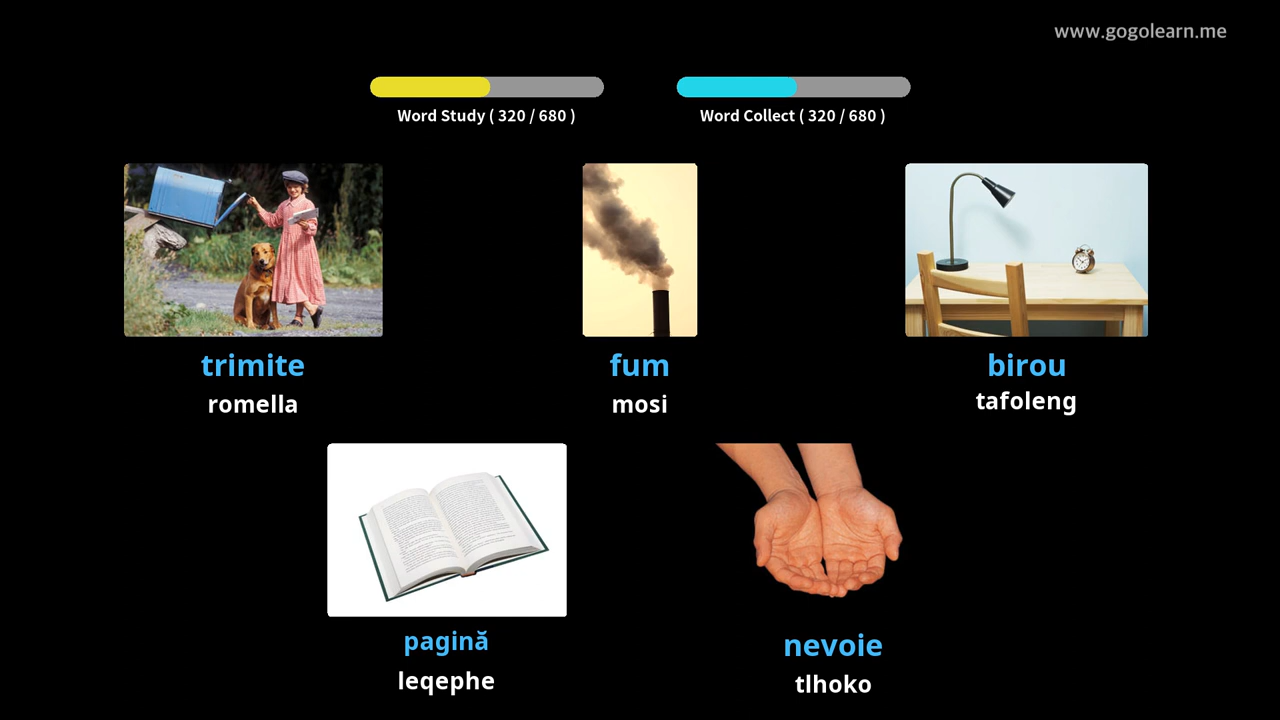 www.gogolearn.me
Word Study ( 320 / 680 )
Word Collect ( 320 / 680 )
trimite
romella
fum
mosi
birou
tafoleng
pagină
leqephe
nevoie
tlhoko